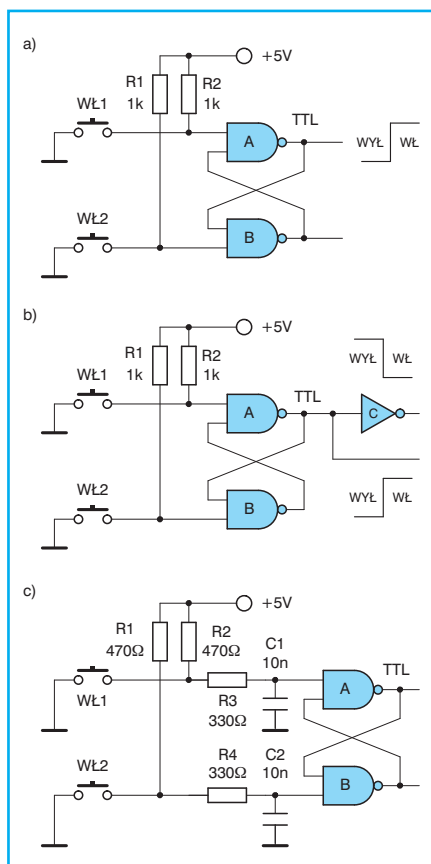 a)
+5V
R1
1k
R2
1k
WŁ1
A
TTL
WYŁ WŁ
WŁ2
B
b)
+5V
R1
1k
R2
1k
WYŁ WŁ
WŁ1
A
TTL
C
WŁ2
B
WYŁ WŁ
c)
+5V
R1
470Ω
R2
470Ω
C1
10n
TTL
A
WŁ1
R3
330Ω
WŁ2
R4
330Ω
C2
10n
B